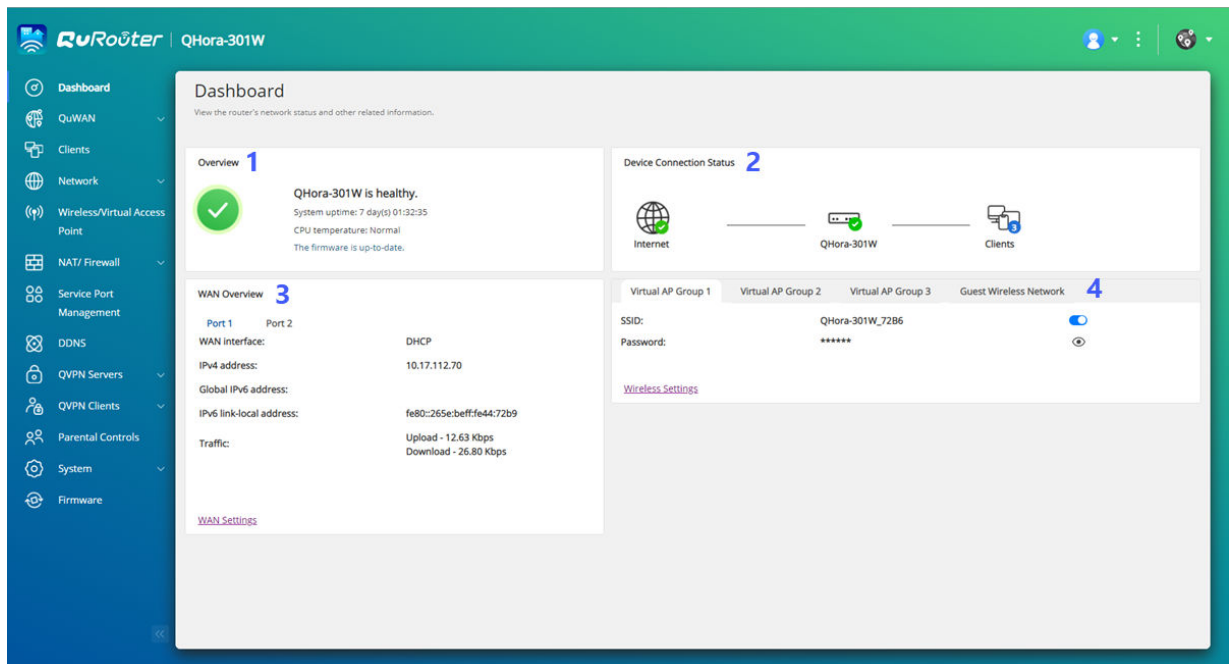 QuRouter | QHora-301W
Dashboard
QuWAN
Clients
Network
Wireless/Virtual Access
Point
NAT/ Firewall
Service Port
Management
DDNS
QVPN Servers
QVPN Clients
Parental Controls
System
Firmware
Dashboard
View the router's network status and other related information.
Overview 1
QHora-301W is healthy.
System uptime: 7 day(s) 01:32:35
CPU temperature: Normal
The firmware is up-to-date.
Device Connection Status 2
Internet
QHora-301W
3
Clients
WAN Overview 3
Port 1 Port 2
WAN interface: DHCP
IPv4 address: 10.17.112.70
Global IPv6 address:
IPv6 link-local address: fe80::265e:beff:fe44:72b9
Traffic: Upload - 12.63 Kbps
Download - 26.80 Kbps
WAN Settings
Virtual AP Group 1 Virtual AP Group 2 Virtual AP Group 3 Guest Wireless Network 4
SSID: QHora-301W_72B6
Password: ******
Wireless Settings